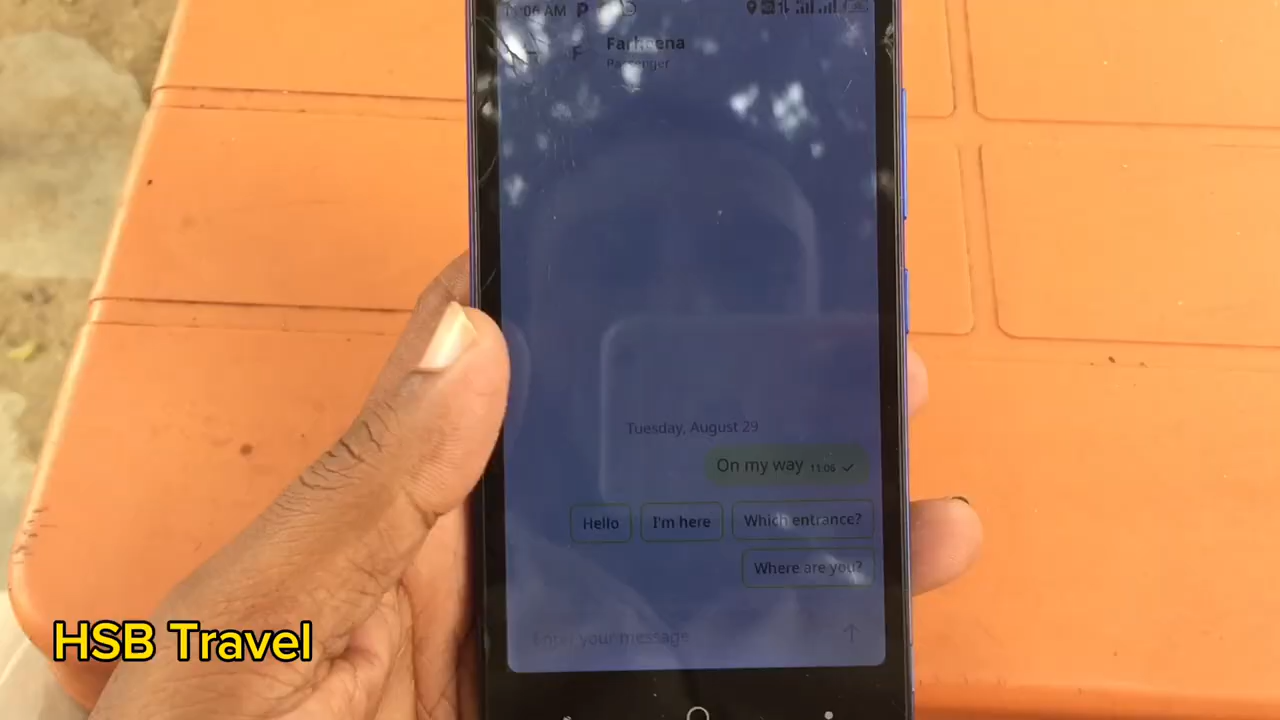 11:06 AM
F
Farheena
Passenger
Tuesday, August 29
On my way 11:06
Hello
I'm here
Which entrance?
Where are you?
Enter your message
HSB Travel